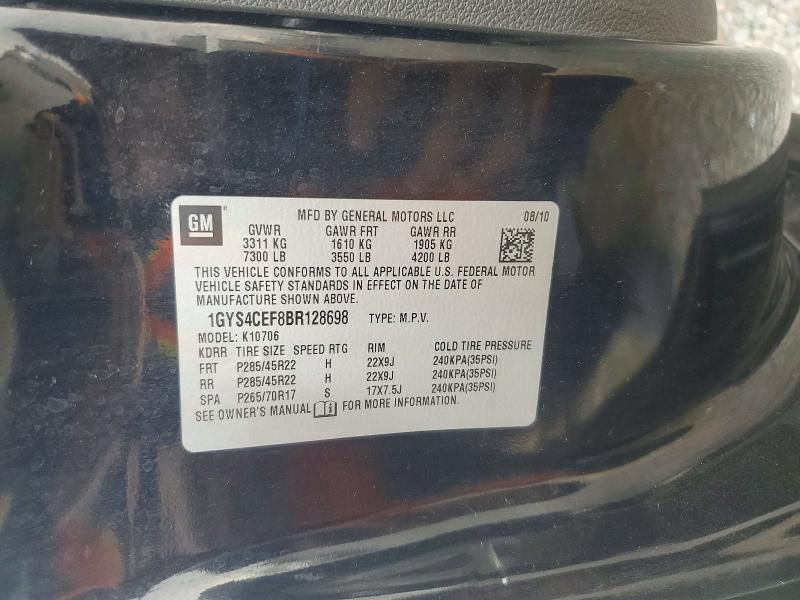 GM
MFD BY GENERAL MOTORS LLC 08/10
GVWR GAWR FRT GAWR RR
3311 KG 1610 KG 1905 KG
7300 LB 3550 LB 4200 LB
THIS VEHICLE CONFORMS TO ALL APPLICABLE U.S. FEDERAL MOTOR
VEHICLE SAFETY STANDARDS IN EFFECT ON THE DATE OF
MANUFACTURE SHOWN ABOVE.
1GYS4CEF8BR128698 TYPE: M.P.V.
MODEL: K10706
KDRR TIRE SIZE SPEED RTG RIM COLD TIRE PRESSURE
FRT P285/45R22 H 22X9J 240KPA(35PSI)
RR P285/45R22 H 22X9J 240KPA(35PSI)
SPA P265/70R17 S 17X7.5J 240KPA(35PSI)
SEE OWNER'S MANUAL FOR MORE INFORMATION.